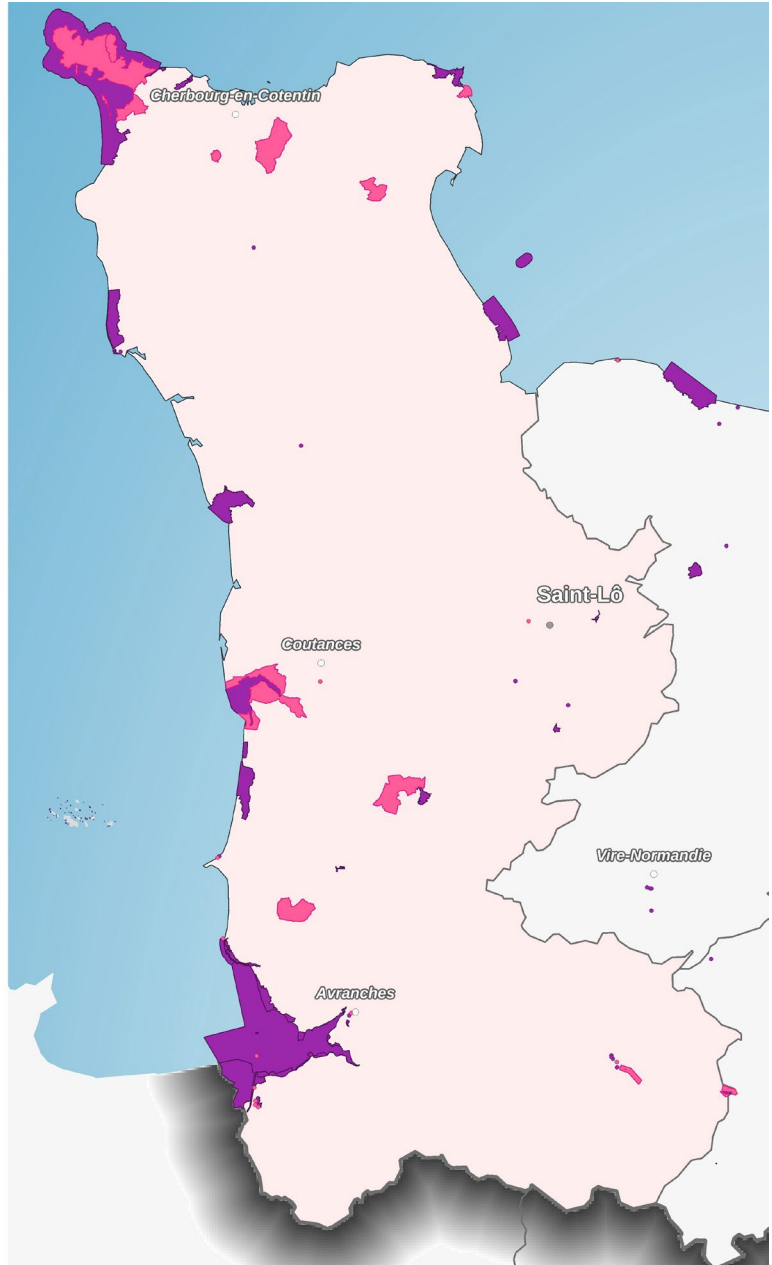 Cherbourg-en-Cotentin
Saint-Lô
Coutances
Vire-Normandie
Avranches